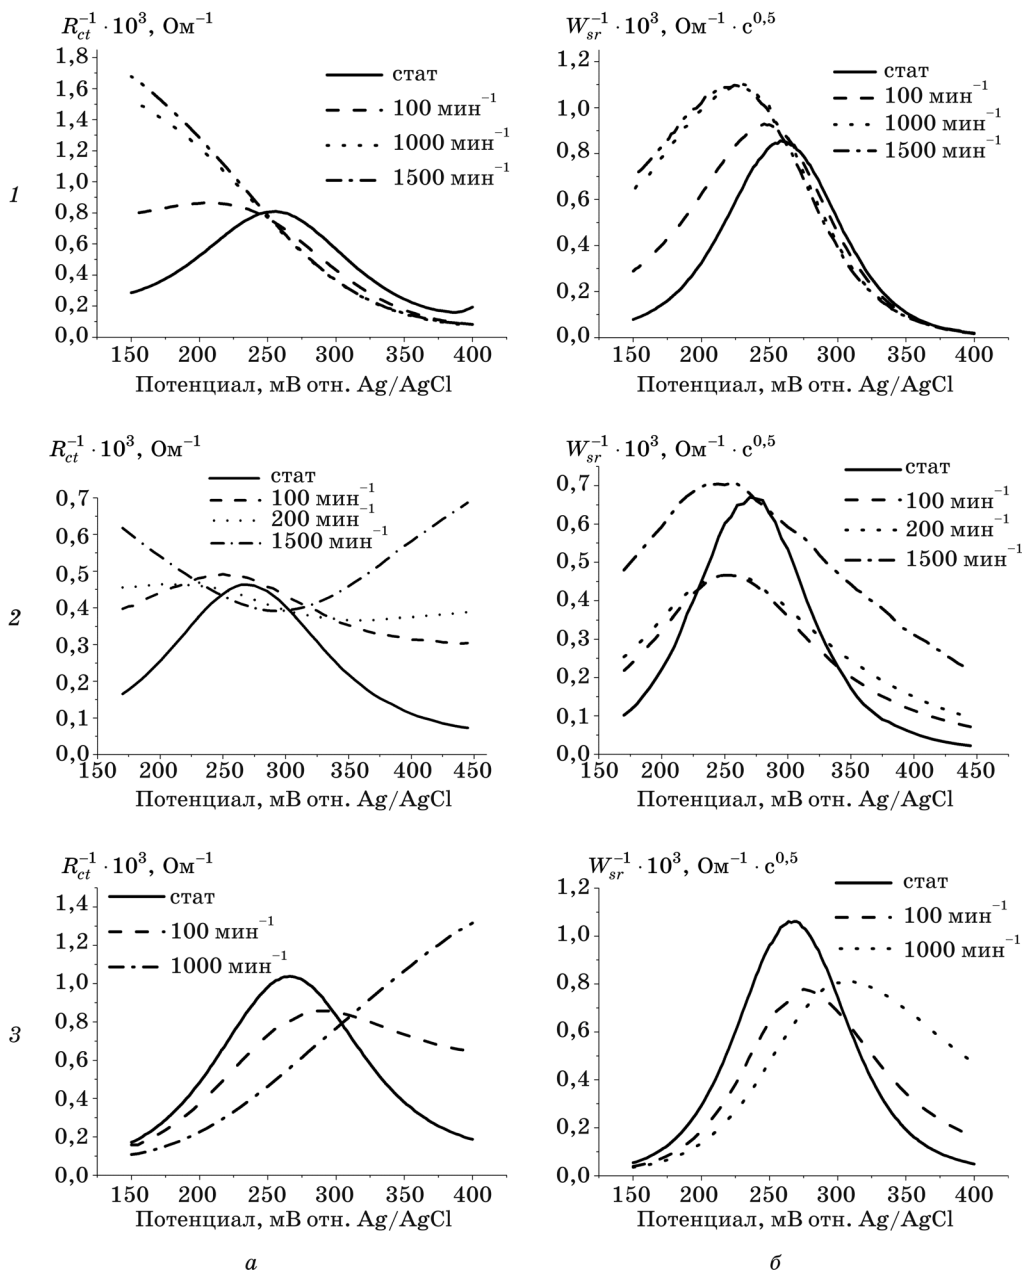 R_ct^−1 · 10^3, Ом^−1
1,8
1,6
1,4
1,2
1,0
0,8
0,6
0,4
0,2
0,0
стат
100 мин^−1
1000 мин^−1
1500 мин^−1
150 200 250 300 350 400
Потенциал, мВ отн. Ag/AgCl
1
W_sr^−1 · 10^3, Ом^−1 · с^0,5
1,2
1,0
0,8
0,6
0,4
0,2
0,0
стат
100 мин^−1
1000 мин^−1
1500 мин^−1
150 200 250 300 350 400
Потенциал, мВ отн. Ag/AgCl
R_ct^−1 · 10^3, Ом^−1
0,7
0,6
0,5
0,4
0,3
0,2
0,1
0,0
стат
100 мин^−1
200 мин^−1
1500 мин^−1
150 200 250 300 350 400 450
Потенциал, мВ отн. Ag/AgCl
2
W_sr^−1 · 10^3, Ом^−1 · с^0,5
0,7
0,6
0,5
0,4
0,3
0,2
0,1
0,0
стат
100 мин^−1
200 мин^−1
1500 мин^−1
150 200 250 300 350 400 450
Потенциал, мВ отн. Ag/AgCl
R_ct^−1 · 10^3, Ом^−1
1,4
1,2
1,0
0,8
0,6
0,4
0,2
0,0
стат
100 мин^−1
1000 мин^−1
150 200 250 300 350 400
Потенциал, мВ отн. Ag/AgCl
3
W_sr^−1 · 10^3, Ом^−1 · с^0,5
1,2
1,0
0,8
0,6
0,4
0,2
0,0
стат
100 мин^−1
1000 мин^−1
150 200 250 300 350 400
Потенциал, мВ отн. Ag/AgCl
а
б